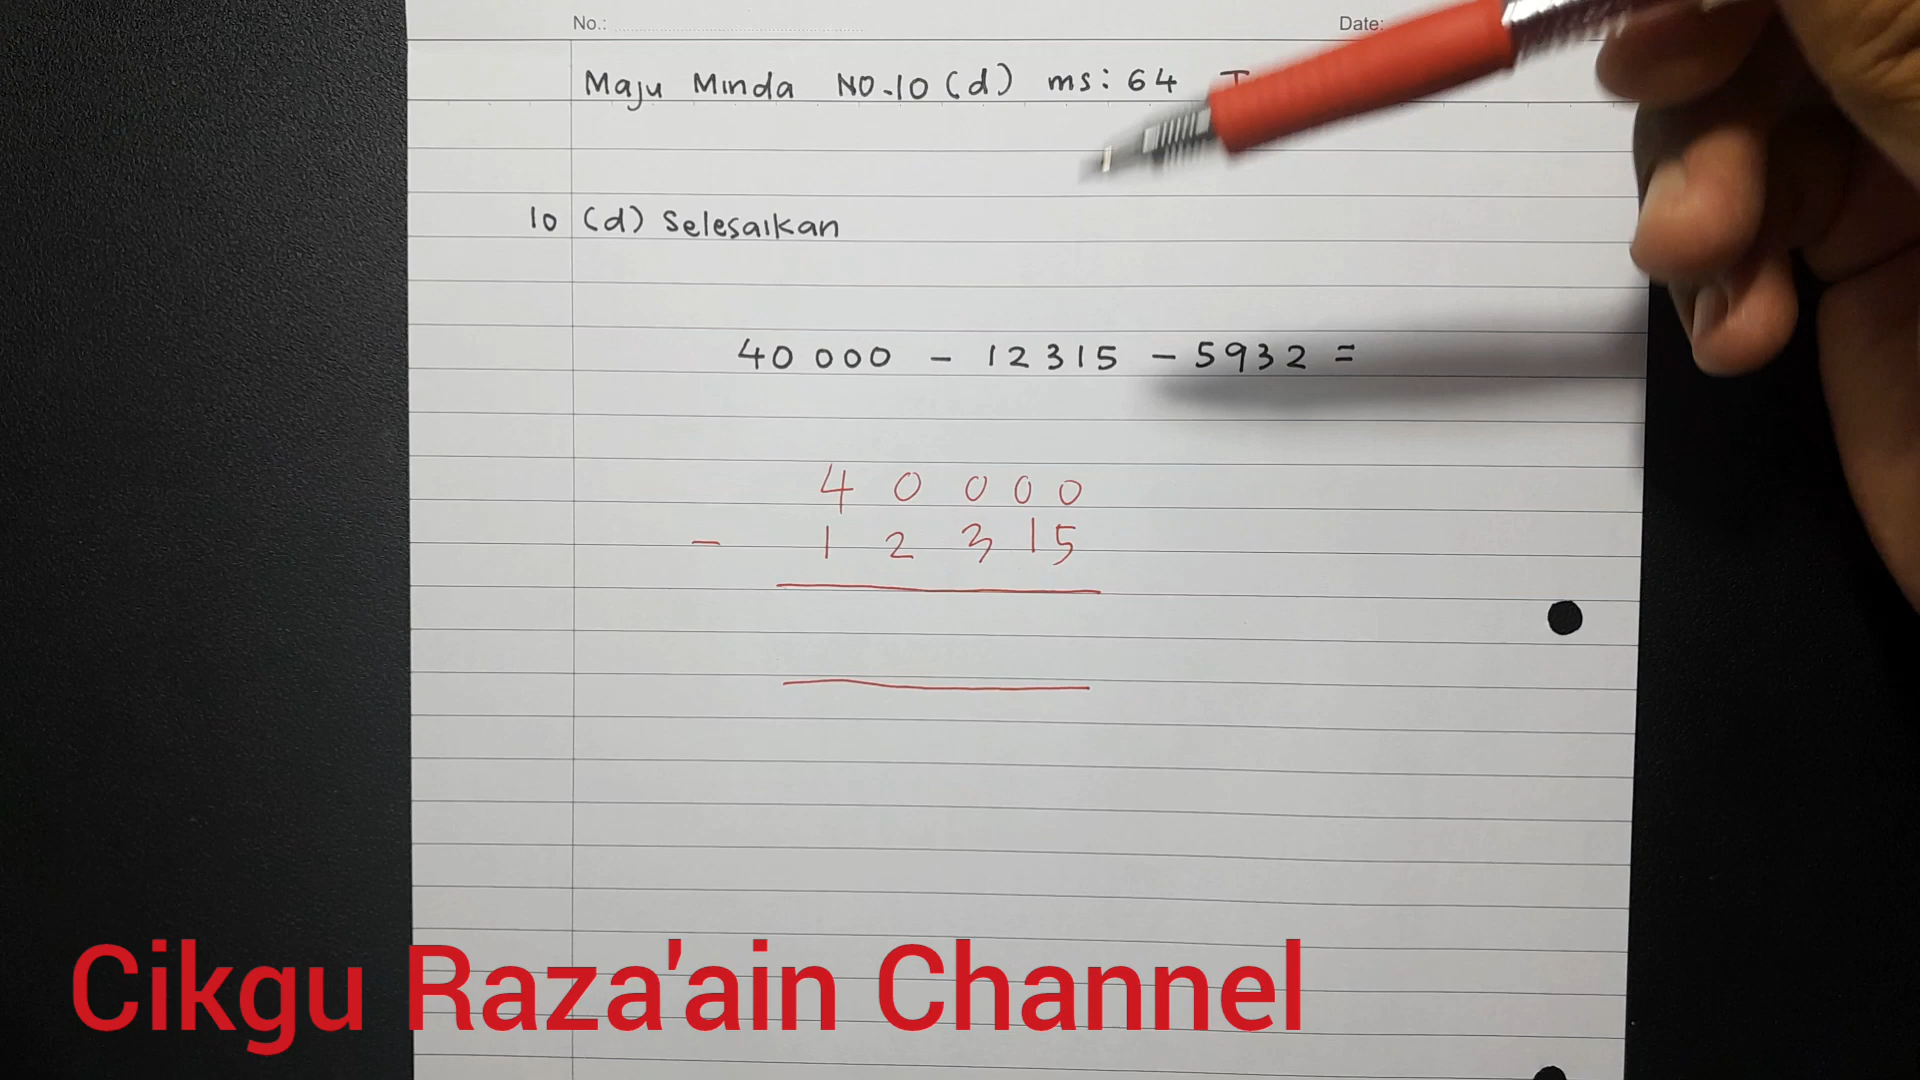 No.:
Date:
Maju Minda NO.10 (d) ms: 64
10 (d) Selesaikan
40 000 - 12 315 - 5932 =
4 0 0 0 0
- 1 2 3 1 5
Cikgu Raza'ain Channel